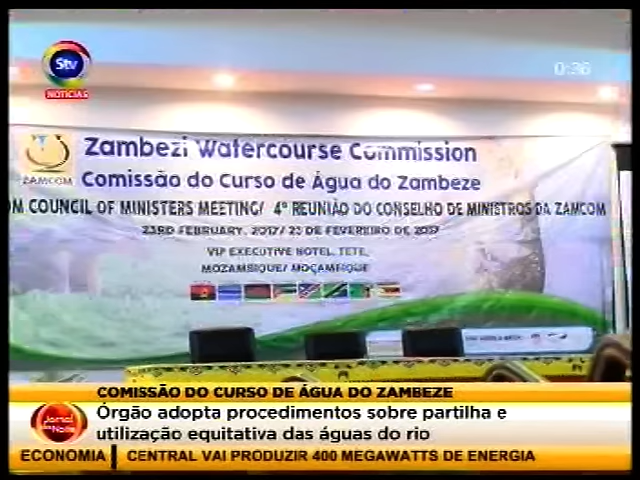 Stv
NOTÍCIAS
0:36
ZAMCOM
Zambezi Watercourse Commission
Comissão do Curso de Água do Zambeze
OM COUNCIL OF MINISTERS MEETING/ 4ª REUNIÃO DO CONSELHO DE MINISTROS DA ZAMCOM
23RD FEBRUARY, 2017/ 23 DE FEVEREIRO DE 2017
VIP EXECUTIVE HOTEL, TETE,
MOZAMBIQUE/ MOÇAMBIQUE
COMISSÃO DO CURSO DE ÁGUA DO ZAMBEZE
Jornal da Noite
Órgão adopta procedimentos sobre partilha e
utilização equitativa das águas do rio
ECONOMIA CENTRAL VAI PRODUZIR 400 MEGAWATTS DE ENERGIA